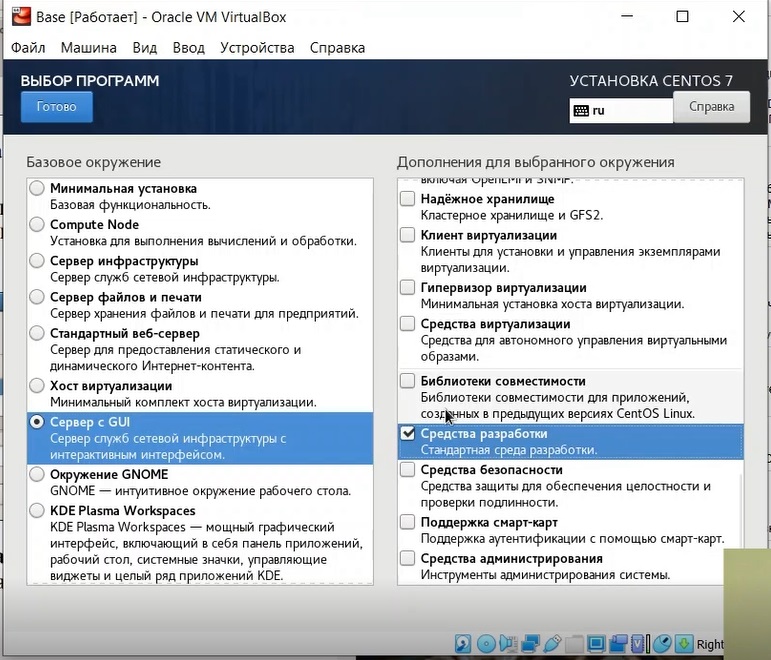 Base [Работает] - Oracle VM VirtualBox
Файл Машина Вид Ввод Устройства Справка
ВЫБОР ПРОГРАММ
УСТАНОВКА CENTOS 7
Готово
ru
Справка
Базовое окружение
Минимальная установка
Базовая функциональность.
Compute Node
Установка для выполнения вычислений и обработки.
Сервер инфраструктуры
Сервер служб сетевой инфраструктуры.
Сервер файлов и печати
Сервер хранения файлов и печати для предприятий.
Стандартный веб-сервер
Сервер для предоставления статического и
динамического Интернет-контента.
Хост виртуализации
Минимальный комплект хоста виртуализации.
Сервер с GUI
Сервер служб сетевой инфраструктуры с
интерактивным интерфейсом.
Окружение GNOME
GNOME — интуитивное окружение рабочего стола.
KDE Plasma Workspaces
KDE Plasma Workspaces — мощный графический
интерфейс, включающий в себя панель приложений,
рабочий стол, системные значки, управляющие
виджеты и целый ряд приложений KDE.
Дополнения для выбранного окружения
включая OpenLMI и SNMP.
Надёжное хранилище
Кластерное хранилище и GFS2.
Клиент виртуализации
Клиенты для установки и управления экземплярами
виртуализации.
Гипервизор виртуализации
Минимальная установка хоста виртуализации.
Средства виртуализации
Средства для автономного управления виртуальными
образами.
Библиотеки совместимости
Библиотеки совместимости для приложений,
созданных в предыдущих версиях CentOS Linux.
Средства разработки
Стандартная среда разработки.
Средства безопасности
Средства защиты для обеспечения целостности и
проверки подлинности.
Поддержка смарт-карт
Поддержка аутентификации с помощью смарт-карт.
Средства администрирования
Инструменты администрирования системы.
Right